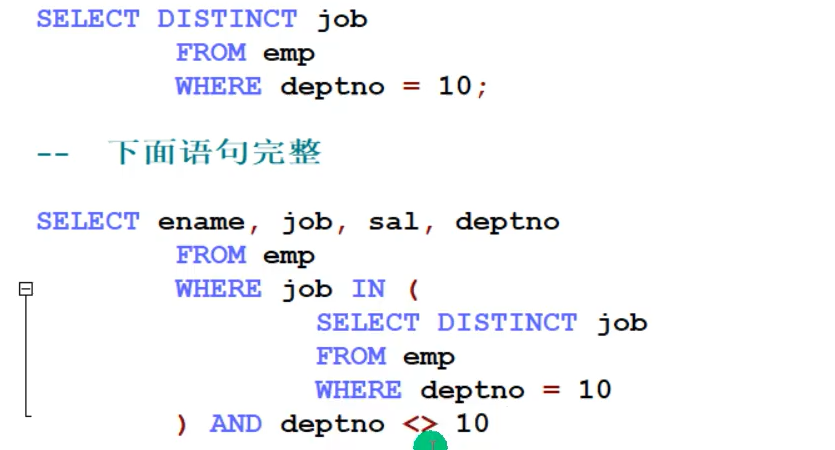 SELECT DISTINCT job
FROM emp
WHERE deptno = 10;
-- 下面语句完整
SELECT ename, job, sal, deptno
FROM emp
WHERE job IN (
SELECT DISTINCT job
FROM emp
WHERE deptno = 10
) AND deptno <> 10